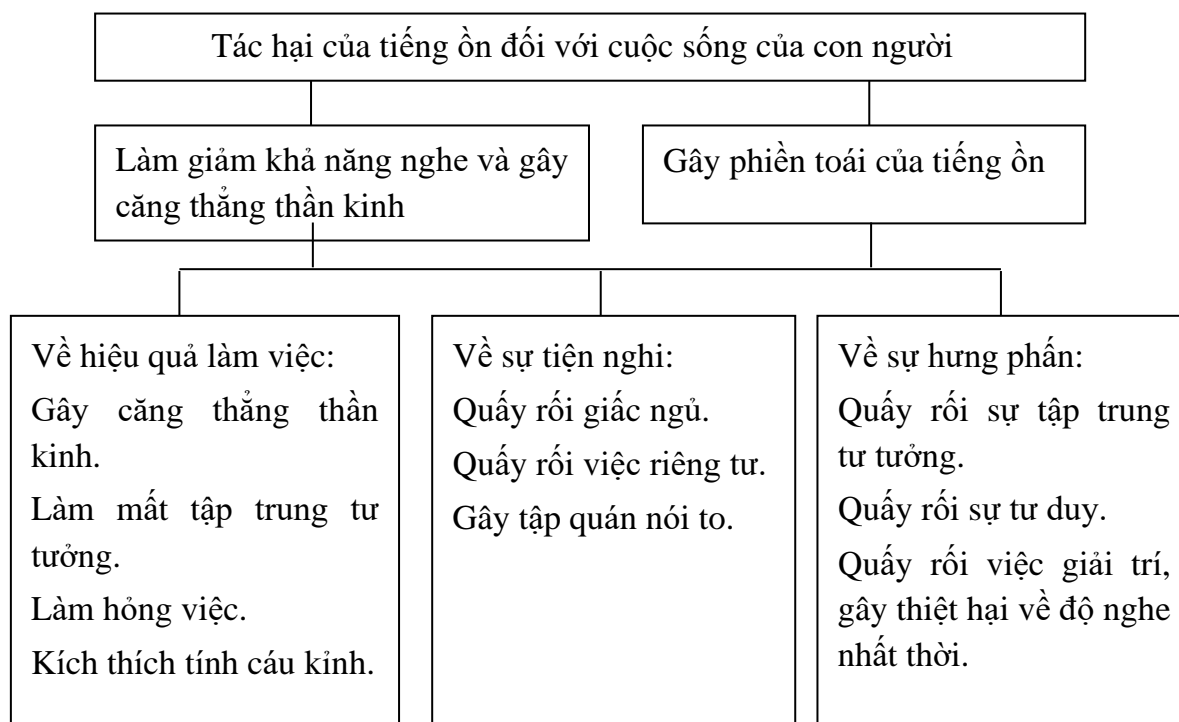 Tác hại của tiếng ồn đối với cuộc sống của con người
Làm giảm khả năng nghe và gây
căng thẳng thần kinh
Gây phiền toái của tiếng ồn
Về hiệu quả làm việc:
Gây căng thẳng thần
kinh.
Làm mất tập trung tư
tưởng.
Làm hỏng việc.
Kích thích tính cáu kỉnh.
Về sự tiện nghi:
Quấy rối giấc ngủ.
Quấy rối việc riêng tư.
Gây tập quán nói to.
Về sự hưng phấn:
Quấy rối sự tập trung
tư tưởng.
Quấy rối sự tư duy.
Quấy rối việc giải trí,
gây thiệt hại về độ nghe
nhất thời.